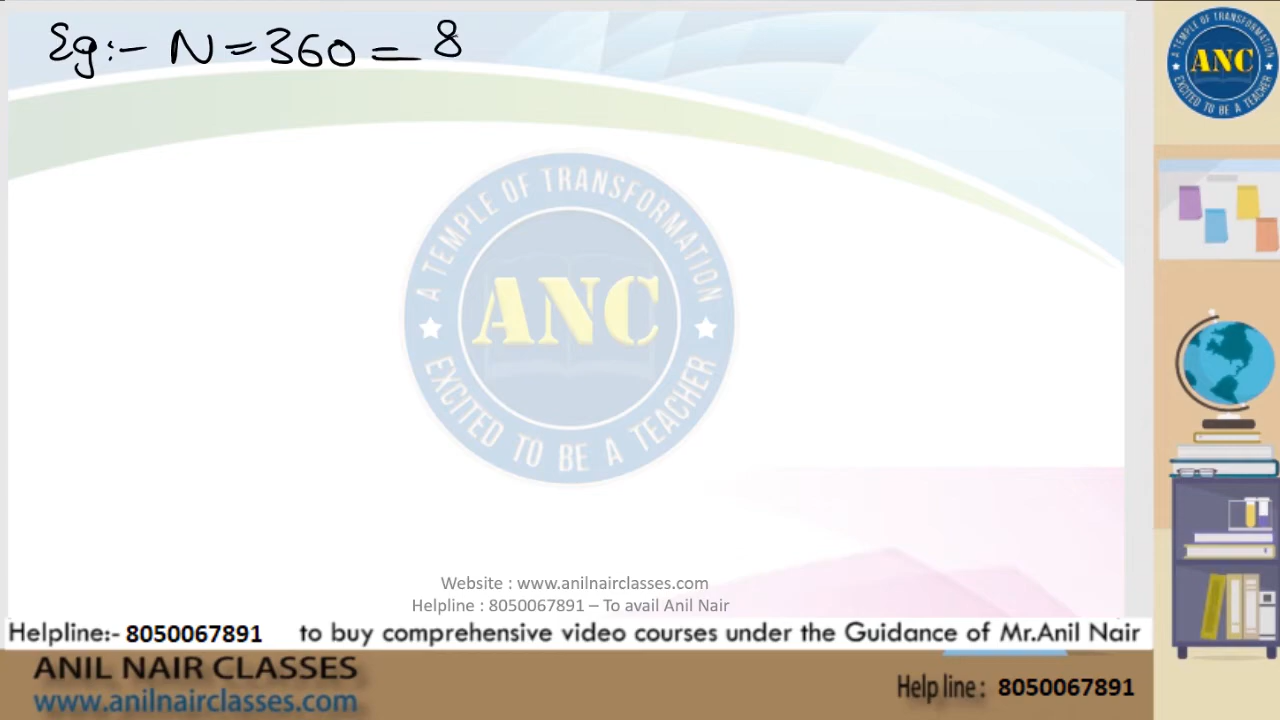 Eg:- N = 360 = 8
A TEMPLE OF TRANSFORMATION
ANC
EXCITED TO BE A TEACHER
A TEMPLE OF TRANSFORMATION
ANC
EXCITED TO BE A TEACHER
Website : www.anilnairclasses.com
Helpline : 8050067891 – To avail Anil Nair
Helpline:- 8050067891 to buy comprehensive video courses under the Guidance of Mr.Anil Nair
ANIL NAIR CLASSES
www.anilnairclasses.com
Help line : 8050067891